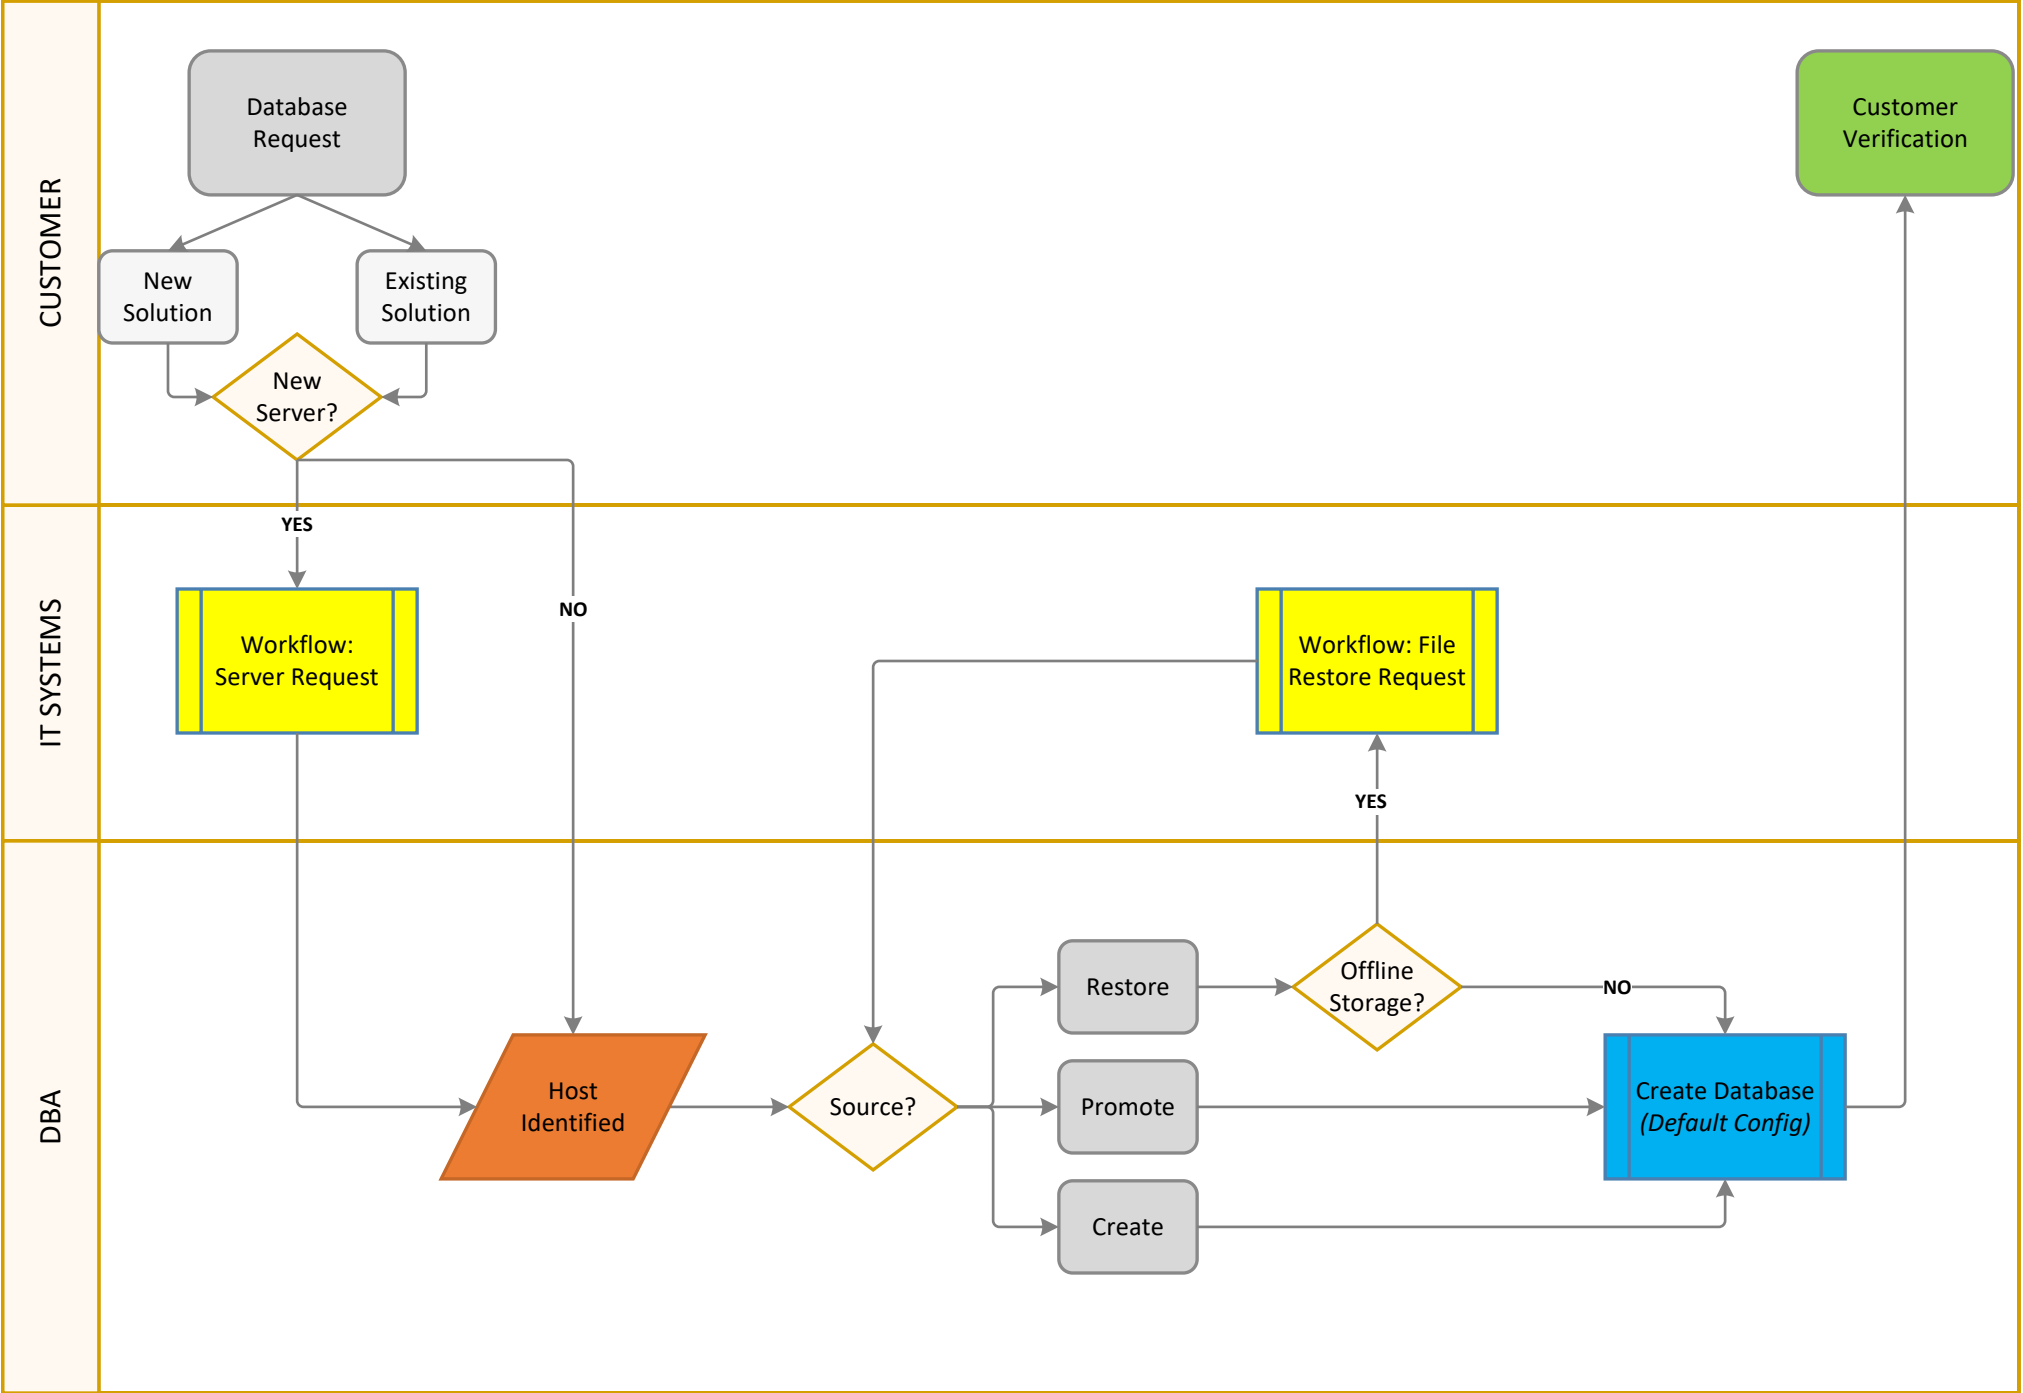 CUSTOMER
Database
Request
Customer
Verification
New
Solution
Existing
Solution
New
Server?
IT SYSTEMS
YES
NO
Workflow:
Server Request
Workflow: File
Restore Request
YES
DBA
Host
Identified
Source?
Restore
Offline
Storage?
NO
Promote
Create Database
(Default Config)
Create